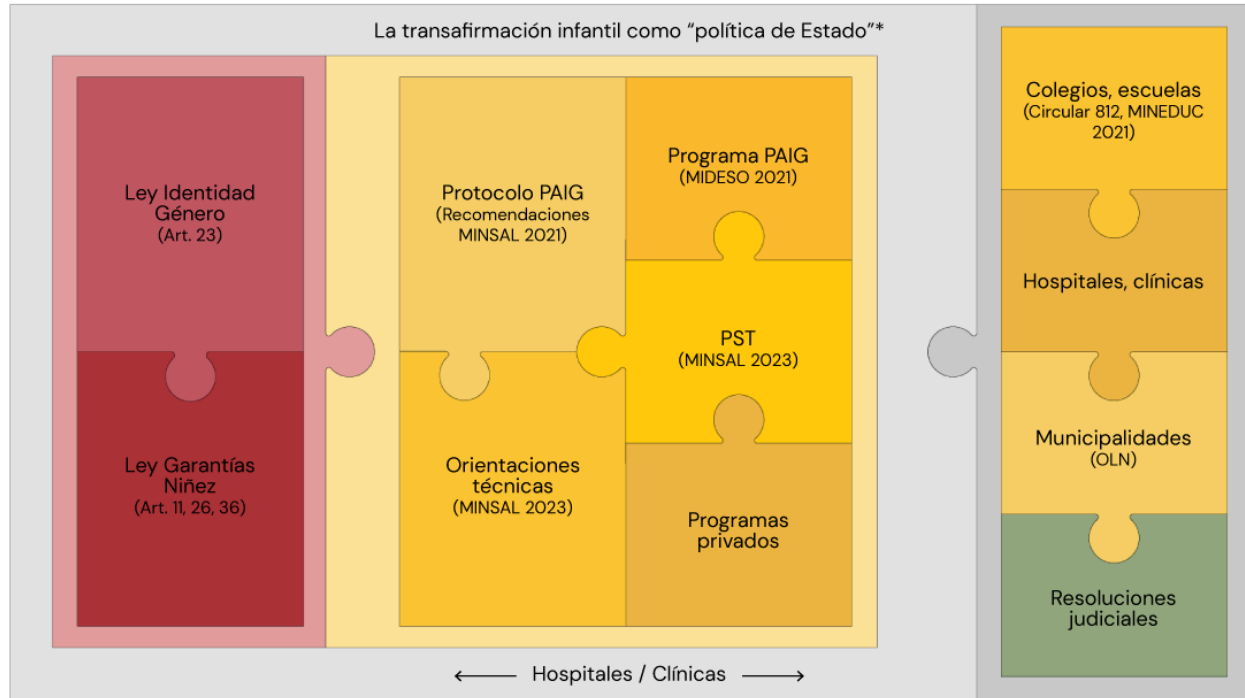 La transafirmación infantil como “política de Estado”*
Ley Identidad
Género
(Art. 23)
Ley Garantías
Niñez
(Art. 11, 26, 36)
Protocolo PAIG
(Recomendaciones
MINSAL 2021)
Orientaciones
técnicas
(MINSAL 2023)
Programa PAIG
(MIDESO 2021)
PST
(MINSAL 2023)
Programas
privados
Hospitales / Clínicas
Colegios, escuelas
(Circular 812, MINEDUC
2021)
Hospitales, clínicas
Municipalidades
(OLN)
Resoluciones
judiciales